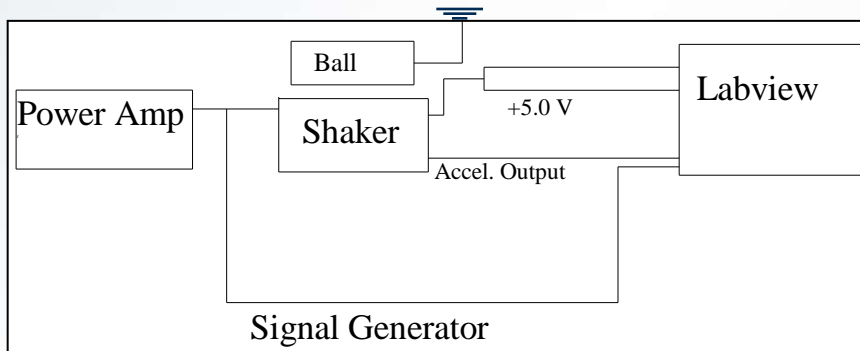 Ball
Power Amp
Shaker
+5.0 V
Labview
Accel. Output
Signal Generator